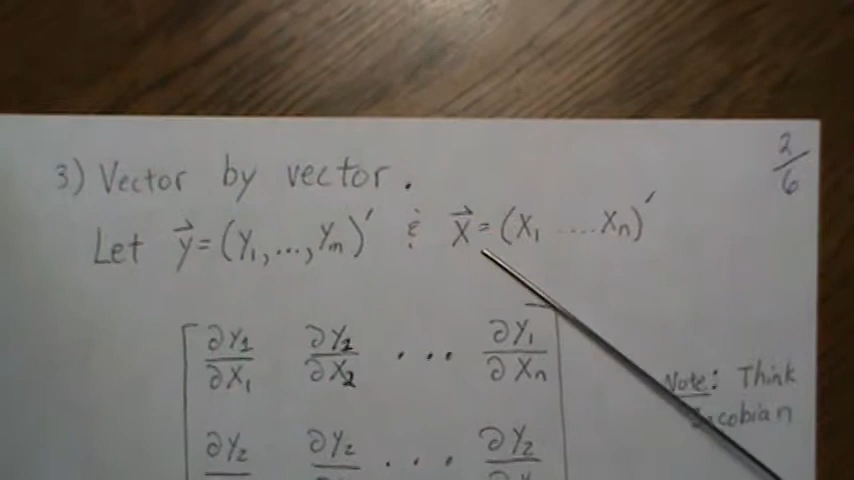 2/6
3) Vector by vector.
Let y⃗ = (Y₁, ..., Yₘ)′ & x⃗ = (X₁ .... Xₙ)′
∂Y₁/∂X₁ ∂Y₁/∂X₂ ... ∂Y₁/∂Xₙ
Note: Think
Jacobian
∂Y₂ ∂Y₂ ... ∂Y₂